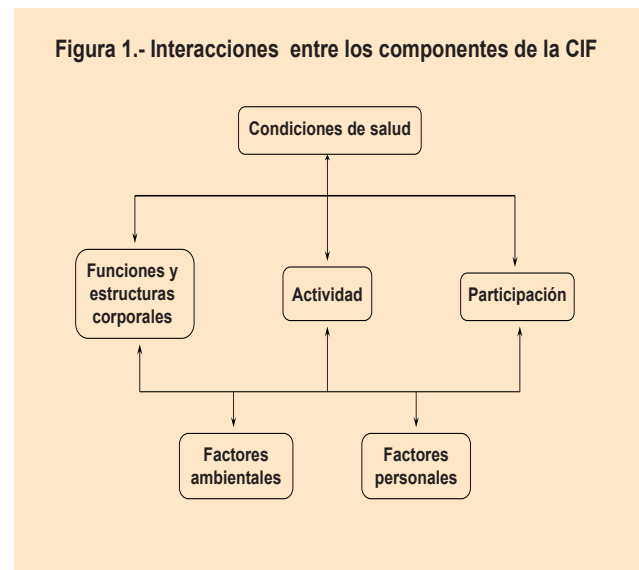 Figura 1.- Interacciones entre los componentes de la CIF
Condiciones de salud
Funciones y
estructuras
corporales
Actividad
Participación
Factores
ambientales
Factores
personales